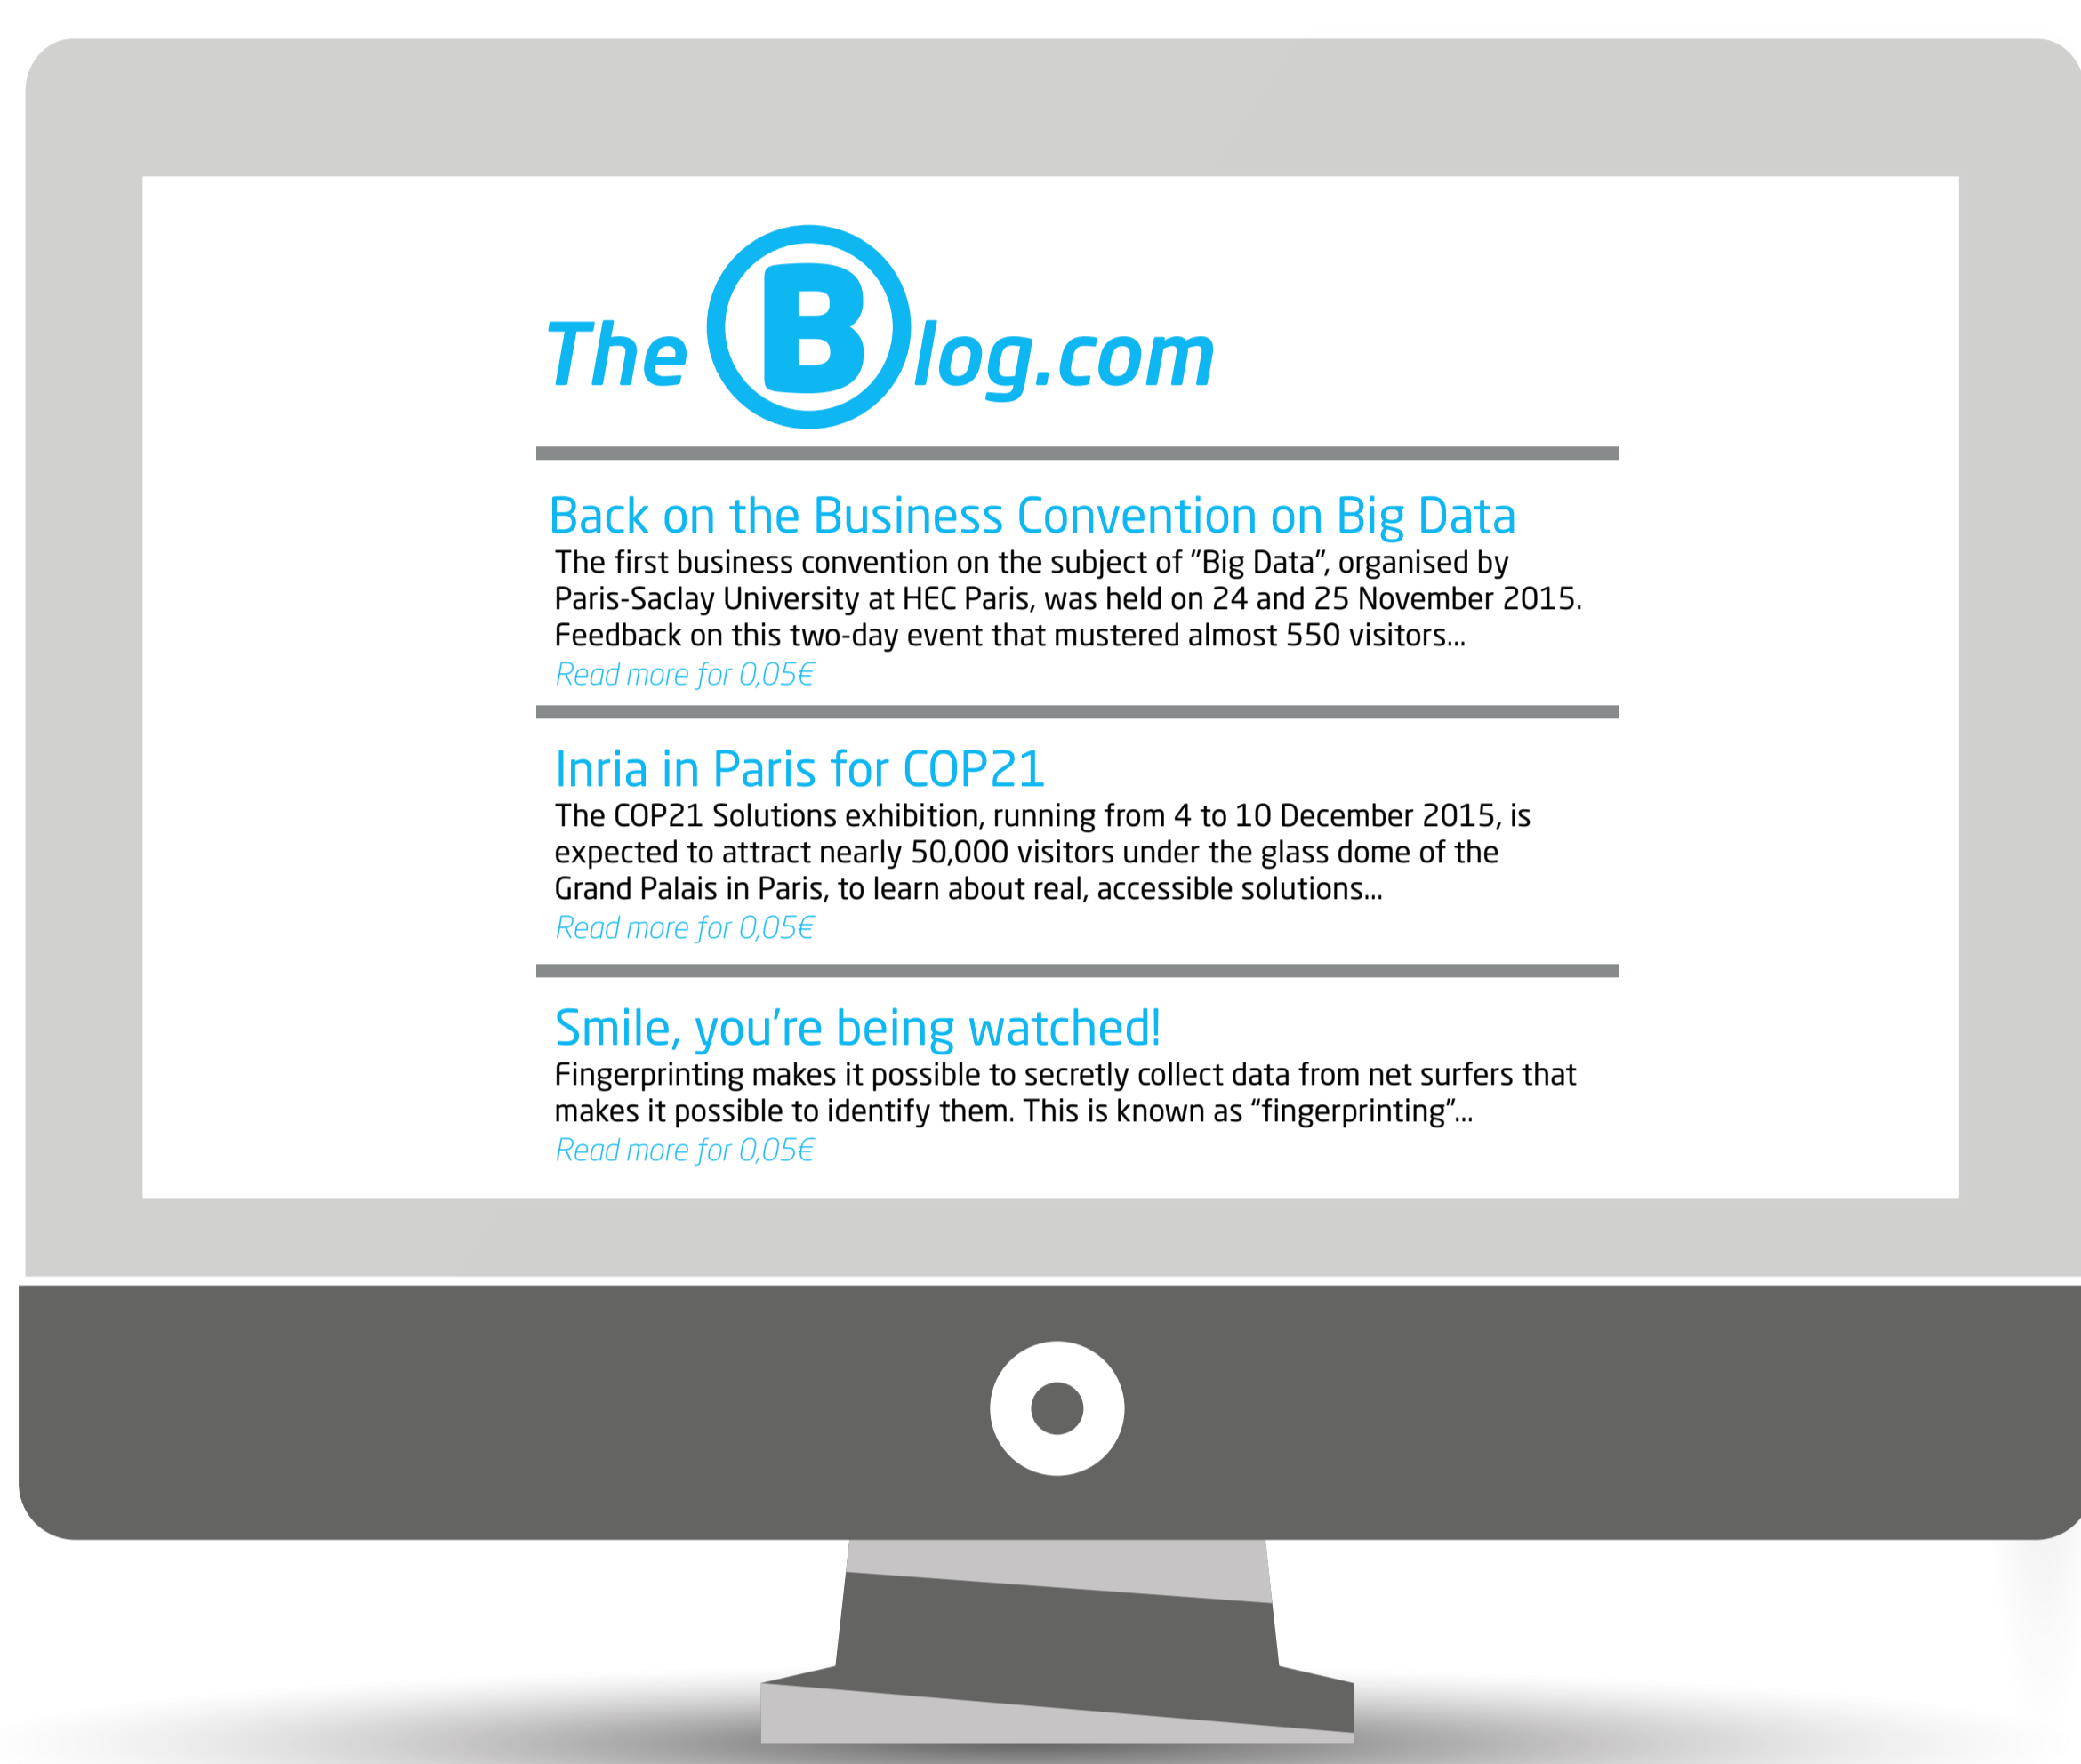 The Blog.com
Back on the Business Convention on Big Data
The first business convention on the subject of "Big Data", organised by
Paris-Saclay University at HEC Paris, was held on 24 and 25 November 2015.
Feedback on this two-day event that mustered almost 550 visitors...
Read more for 0,05€
Inria in Paris for COP21
The COP21 Solutions exhibition, running from 4 to 10 December 2015, is
expected to attract nearly 50,000 visitors under the glass dome of the
Grand Palais in Paris, to learn about real, accessible solutions...
Read more for 0,05€
Smile, you're being watched!
Fingerprinting makes it possible to secretly collect data from net surfers that
makes it possible to identify them. This is known as “fingerprinting”...
Read more for 0,05€